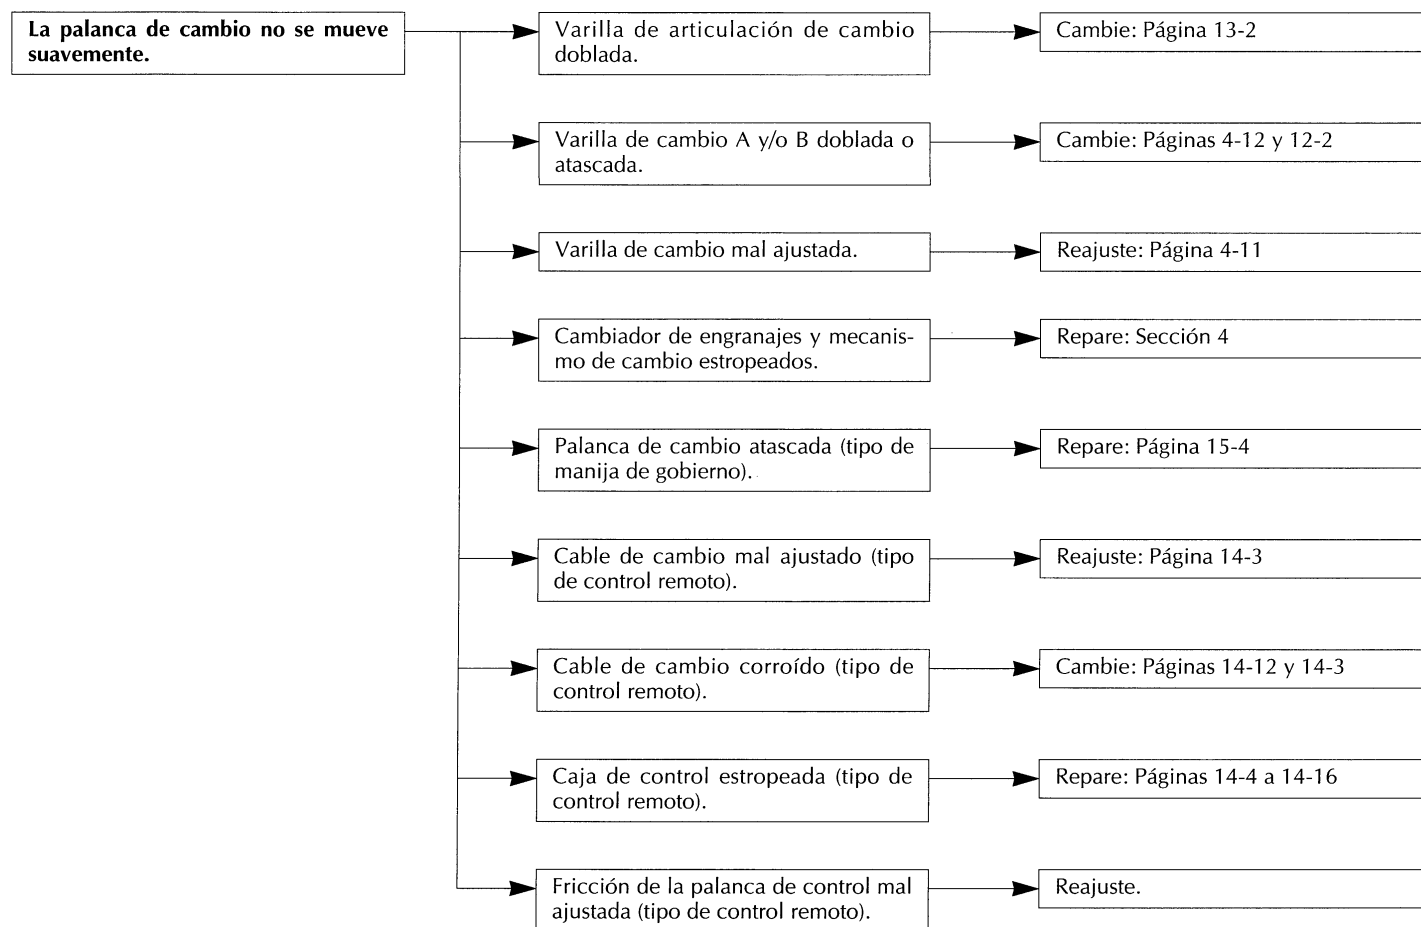 La palanca de cambio no se mueve
suavemente.
Varilla de articulación de cambio
doblada.
Cambie: Página 13-2
Varilla de cambio A y/o B doblada o
atascada.
Cambie: Páginas 4-12 y 12-2
Varilla de cambio mal ajustada.
Reajuste: Página 4-11
Cambiador de engranajes y mecanis-
mo de cambio estropeados.
Repare: Sección 4
Palanca de cambio atascada (tipo de
manija de gobierno).
Repare: Página 15-4
Cable de cambio mal ajustado (tipo
de control remoto).
Reajuste: Página 14-3
Cable de cambio corroído (tipo de
control remoto).
Cambie: Páginas 14-12 y 14-3
Caja de control estropeada (tipo de
control remoto).
Repare: Páginas 14-4 a 14-16
Fricción de la palanca de control mal
ajustada (tipo de control remoto).
Reajuste.